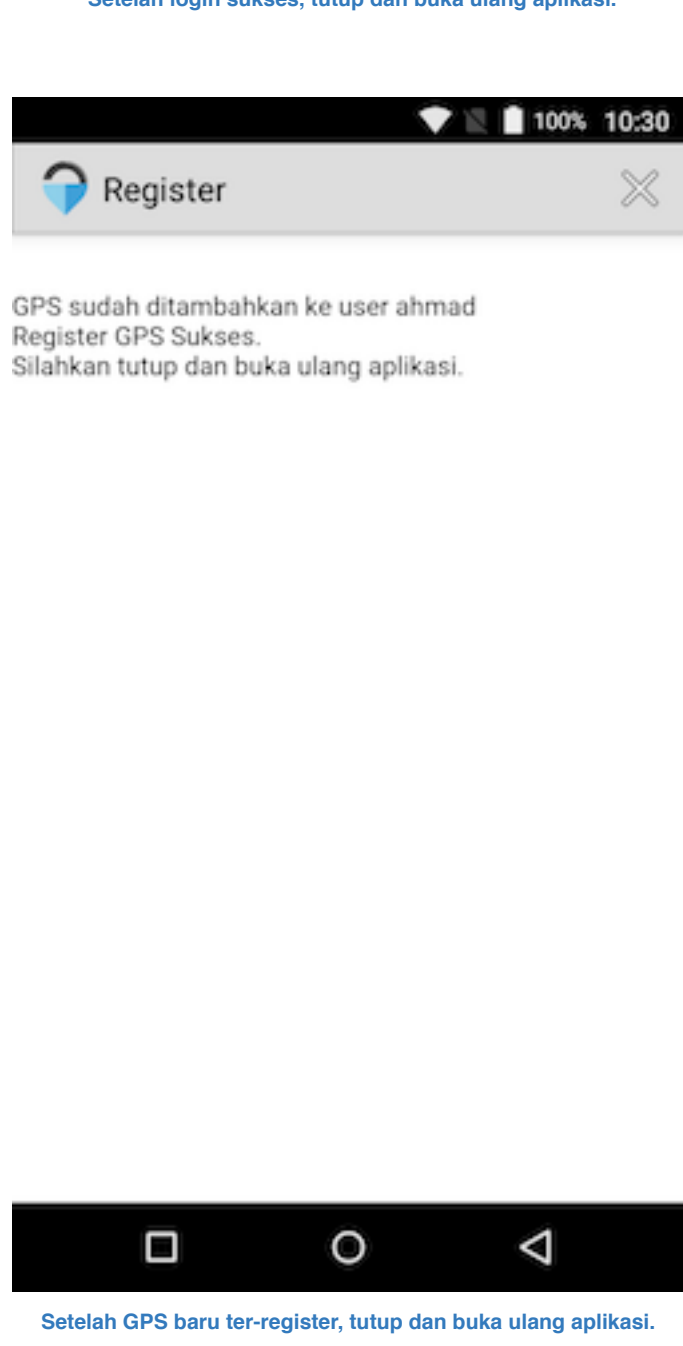 Setelah login sukses, tutup dan buka ulang aplikasi.
100% 10:30
Register
GPS sudah ditambahkan ke user ahmad
Register GPS Sukses.
Silahkan tutup dan buka ulang aplikasi.
Setelah GPS baru ter-register, tutup dan buka ulang aplikasi.